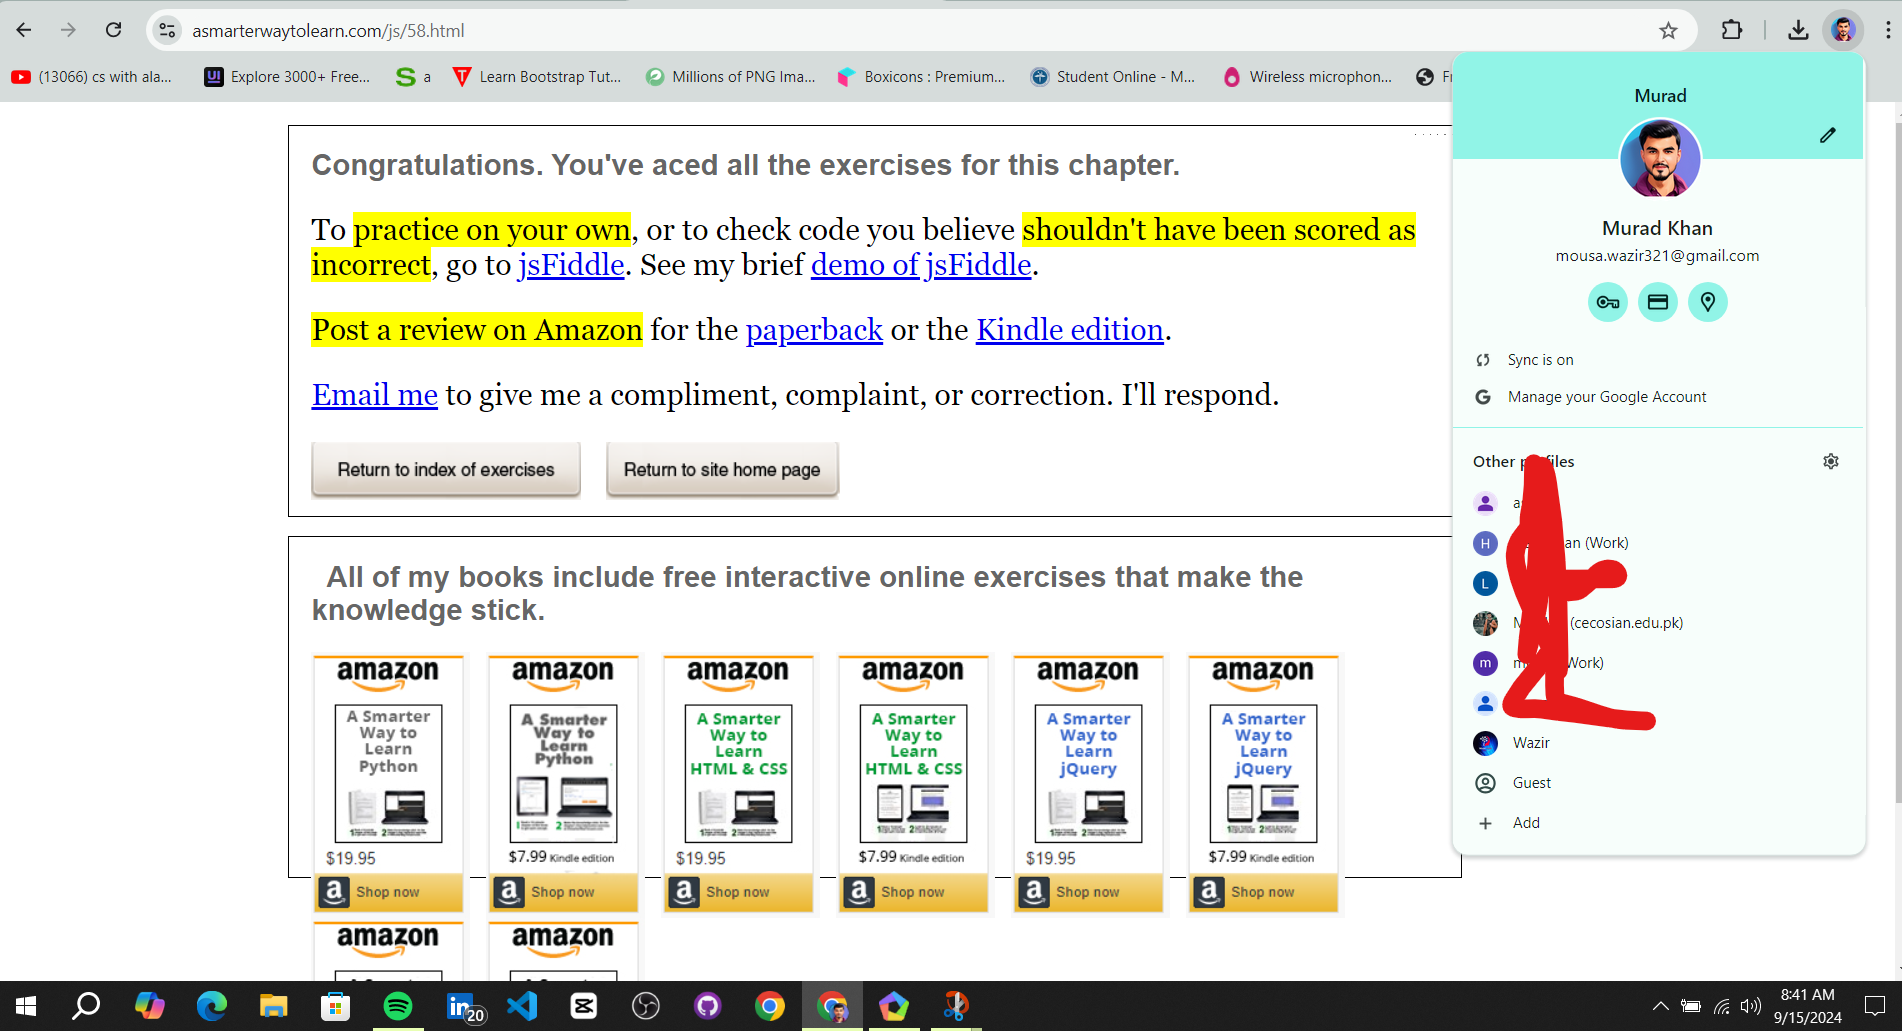 asmarterwaytolearn.com/js/58.html
(13066) cs with ala...
Explore 3000+ Free...
a
Learn Bootstrap Tut...
Millions of PNG Ima...
Boxicons : Premium...
Student Online - M...
Wireless microphon...
Congratulations. You've aced all the exercises for this chapter.
To practice on your own, or to check code you believe shouldn't have been scored as
incorrect, go to jsFiddle. See my brief demo of jsFiddle.
Post a review on Amazon for the paperback or the Kindle edition.
Email me to give me a compliment, complaint, or correction. I'll respond.
Return to index of exercises
Return to site home page
All of my books include free interactive online exercises that make the
knowledge stick.
amazon
A Smarter
Way to
Learn
Python
$19.95
Shop now
amazon
A Smarter
Way to
Learn
Python
$7.99 Kindle edition
Shop now
amazon
A Smarter
Way to
Learn
HTML & CSS
$19.95
Shop now
amazon
A Smarter
Way to
Learn
HTML & CSS
$7.99 Kindle edition
Shop now
amazon
A Smarter
Way to
Learn
jQuery
$19.95
Shop now
amazon
A Smarter
Way to
Learn
jQuery
$7.99 Kindle edition
Shop now
amazon
amazon
Murad
Murad Khan
mousa.wazir321@gmail.com
Sync is on
Manage your Google Account
Other
H
(Work)
L
(cecosian.edu.pk)
m
Work)
Wazir
Guest
Add
20
8:41 AM
9/15/2024